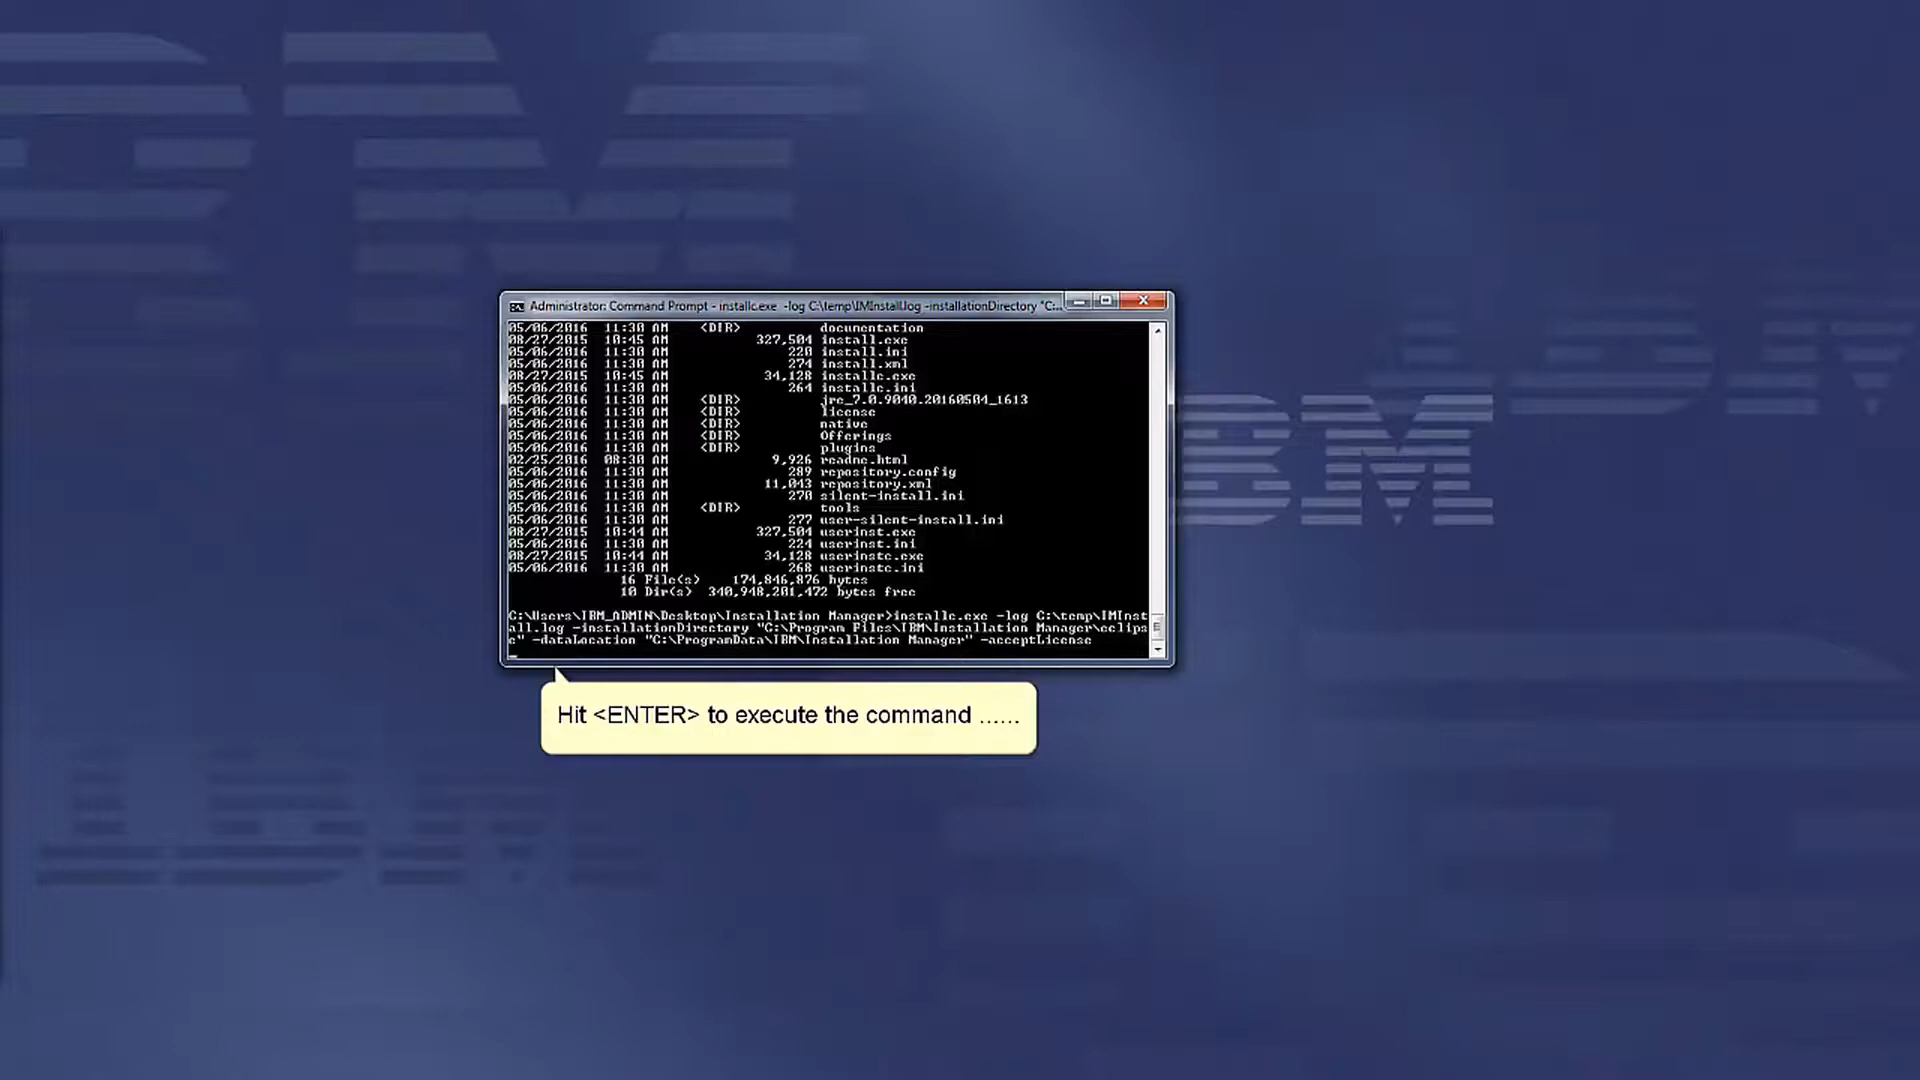 Administrator: Command Prompt - installc.exe -log C:\temp\IMInstall.log -installationDirectory "C:...
05/06/2016 11:30 AM <DIR> documentation
08/27/2015 10:45 AM 327,504 install.exe
05/06/2016 11:30 AM 220 install.ini
05/06/2016 11:30 AM 274 install.xml
08/27/2015 10:45 AM 34,128 installc.exe
05/06/2016 11:30 AM 264 installc.ini
05/06/2016 11:30 AM <DIR> jre_7.0.9040.20160504_1613
05/06/2016 11:30 AM <DIR> license
05/06/2016 11:30 AM <DIR> native
05/06/2016 11:30 AM <DIR> Offerings
05/06/2016 11:30 AM <DIR> plugins
02/25/2016 08:30 AM 9,926 readme.html
05/06/2016 11:30 AM 289 repository.config
05/06/2016 11:30 AM 11,043 repository.xml
05/06/2016 11:30 AM 270 silent-install.ini
05/06/2016 11:30 AM <DIR> tools
05/06/2016 11:30 AM 277 user-silent-install.ini
08/27/2015 10:44 AM 327,504 userinst.exe
05/06/2016 11:30 AM 224 userinst.ini
08/27/2015 10:44 AM 34,128 userinstc.exe
05/06/2016 11:30 AM 268 userinstc.ini
16 File(s) 174,846,876 bytes
10 Dir(s) 340,948,201,472 bytes free
C:\Users\IBM_ADMIN\Desktop\Installation Manager>installc.exe -log C:\temp\IMInst
all.log -installationDirectory "C:\Program Files\IBM\Installation Manager\eclips
e" -dataLocation "C:\ProgramData\IBM\Installation Manager" -acceptLicense
Hit <ENTER> to execute the command ......
IBM
IBM
IBM